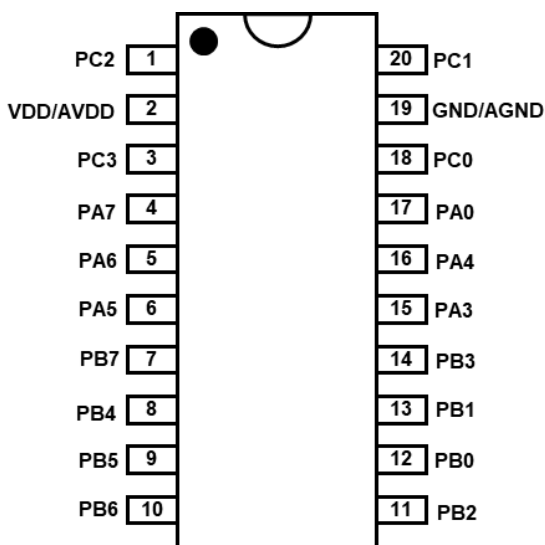 PC2 1 20 PC1
VDD/AVDD 2 19 GND/AGND
PC3 3 18 PC0
PA7 4 17 PA0
PA6 5 16 PA4
PA5 6 15 PA3
PB7 7 14 PB3
PB4 8 13 PB1
PB5 9 12 PB0
PB6 10 11 PB2